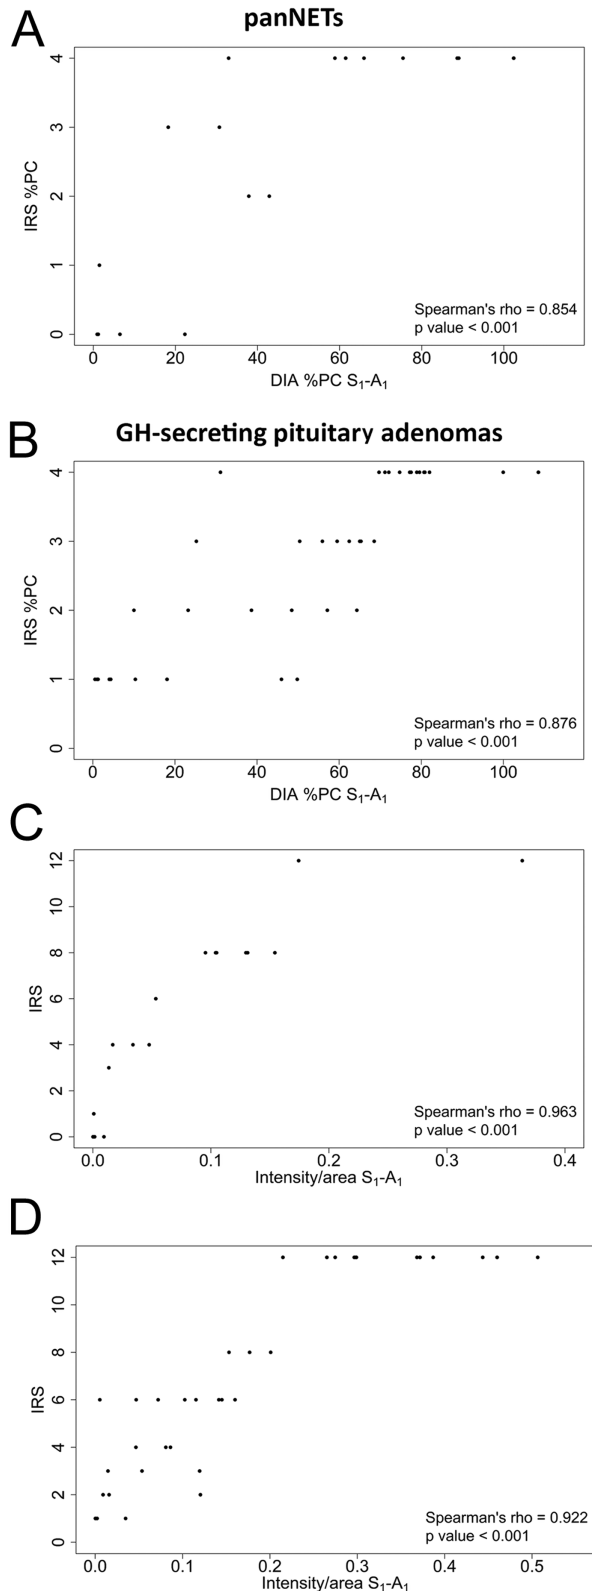 panNETs
A
4
3
2
1
0
IRS %PC
Spearman's rho = 0.854
p value < 0.001
0 20 40 60 80 100
DIA %PC S₁-A₁
B
GH-secreting pituitary adenomas
4
3
2
1
0
IRS %PC
Spearman's rho = 0.876
p value < 0.001
0 20 40 60 80 100
DIA %PC S₁-A₁
C
12
10
8
6
4
2
0
IRS
Spearman's rho = 0.963
p value < 0.001
0.0 0.1 0.2 0.3 0.4
Intensity/area S₁-A₁
D
12
10
8
6
4
2
0
IRS
Spearman's rho = 0.922
p value < 0.001
0.0 0.1 0.2 0.3 0.4 0.5
Intensity/area S₁-A₁